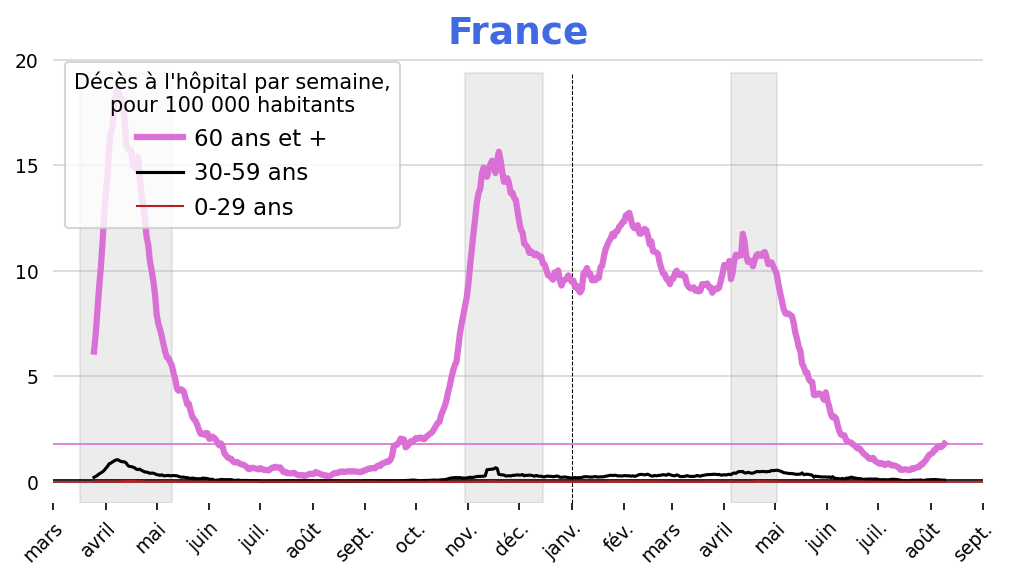 France
20
15
10
5
0
Décès à l'hôpital par semaine,
pour 100 000 habitants
60 ans et +
30-59 ans
0-29 ans
mars
avril
mai
juin
juil.
août
sept.
oct.
nov.
déc.
janv.
fév.
mars
avril
mai
juin
juil.
août
sept.